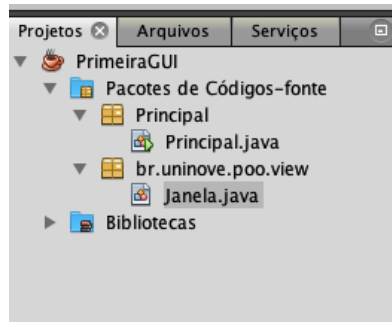 Projetos Arquivos Serviços
PrimeiraGUI
Pacotes de Códigos-fonte
Principal
Principal.java
br.uninove.poo.view
Janela.java
Bibliotecas